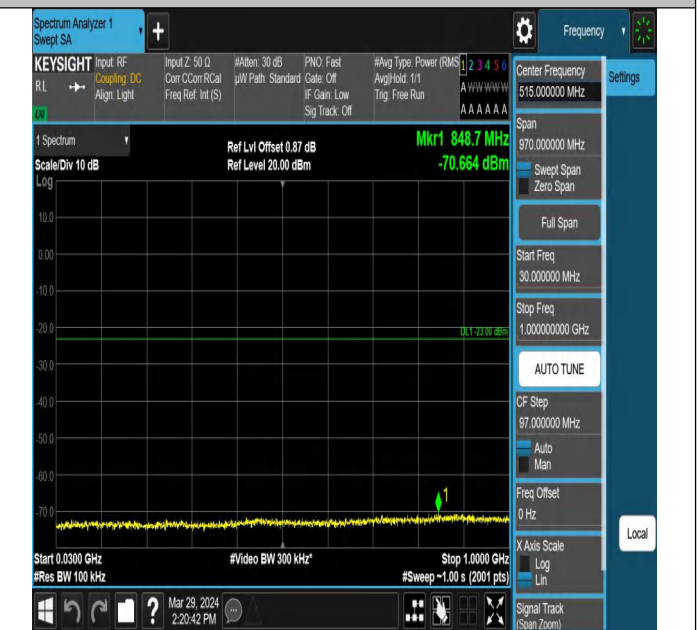 Spectrum Analyzer 1
Swept SA
+
Frequency
KEYSIGHT
RL
LXI
Input: RF
Coupling: DC
Align: Light
Input Z: 50 Ω
Corr CCorr RCal
Freq Ref: Int (S)
#Atten: 30 dB
µW Path: Standard
PNO: Fast
Gate: Off
IF Gain: Low
Sig Track: Off
#Avg Type: Power (RMS
Avg|Hold: 1/1
Trig: Free Run
1 2 3 4 5 6
A W W W W W
A A A A A A
Center Frequency
515.000000 MHz
Settings
1 Spectrum
Scale/Div 10 dB
Ref Lvl Offset 0.87 dB
Ref Level 20.00 dBm
Mkr1 848.7 MHz
-70.664 dBm
Span
970.000000 MHz
Swept Span
Zero Span
Full Span
Start Freq
30.000000 MHz
Stop Freq
1.000000000 GHz
AUTO TUNE
CF Step
97.000000 MHz
Auto
Man
Freq Offset
0 Hz
X Axis Scale
Log
Lin
Signal Track
(Span Zoom)
Local
Log
10.0
0.00
-10.0
-20.0
DL1 -23.00 dBm
-30.0
-40.0
-50.0
-60.0
1
-70.0
Start 0.0300 GHz
#Res BW 100 kHz
#Video BW 300 kHz*
Stop 1.0000 GHz
#Sweep ~1.00 s (2001 pts)
?
Mar 29, 2024
2:20:42 PM